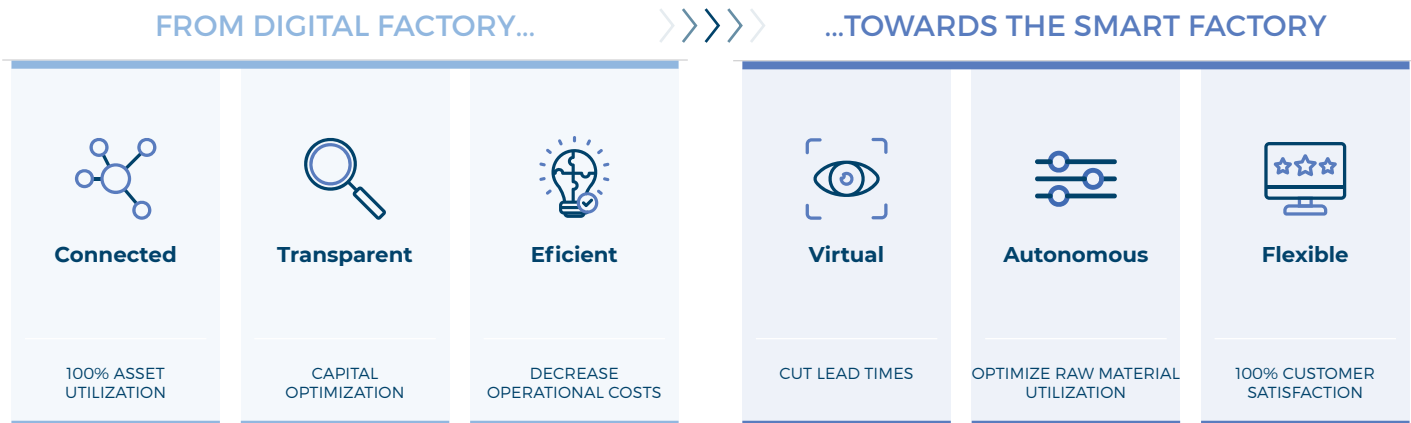 FROM DIGITAL FACTORY...
...TOWARDS THE SMART FACTORY
Connected
Transparent
Eficient
Virtual
Autonomous
Flexible
100% ASSET
UTILIZATION
CAPITAL
OPTIMIZATION
DECREASE
OPERATIONAL COSTS
CUT LEAD TIMES
OPTIMIZE RAW MATERIAL
UTILIZATION
100% CUSTOMER
SATISFACTION